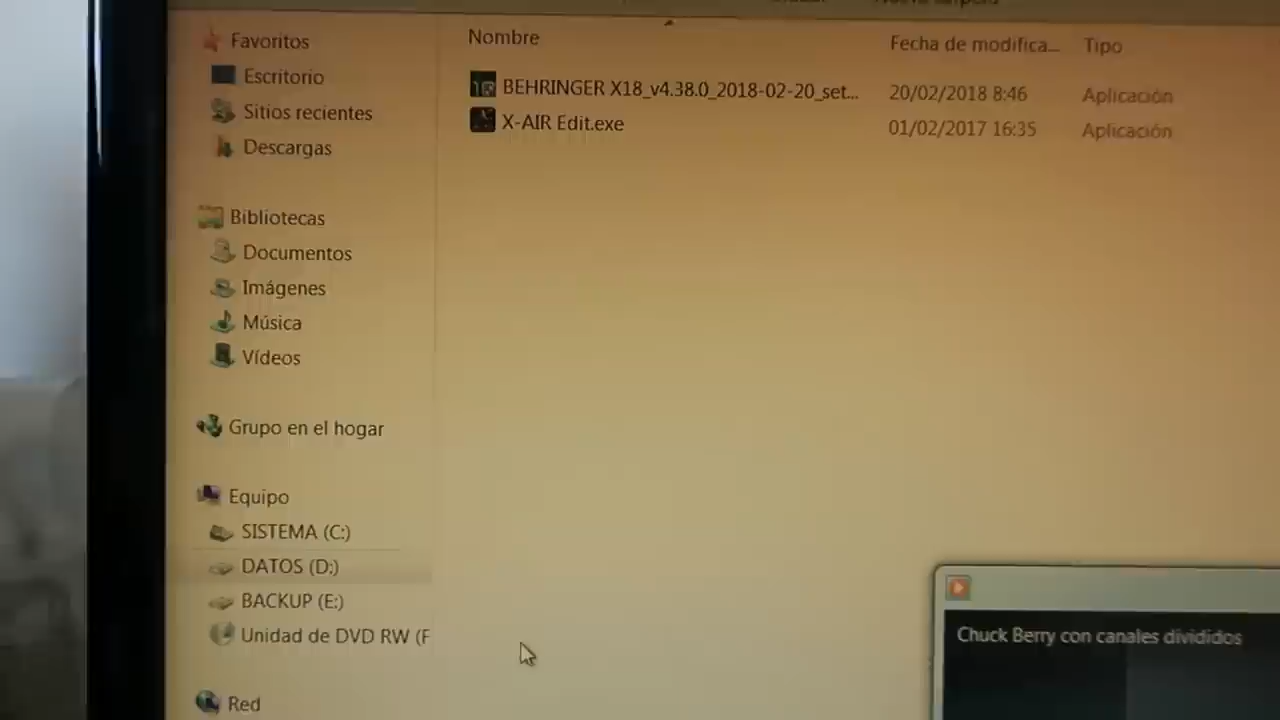 Favoritos
Escritorio
Sitios recientes
Descargas
Bibliotecas
Documentos
Imágenes
Música
Vídeos
Grupo en el hogar
Equipo
SISTEMA (C:)
DATOS (D:)
BACKUP (E:)
Unidad de DVD RW (F
Red
Nombre Fecha de modifica... Tipo
BEHRINGER X18_v4.38.0_2018-02-20_set... 20/02/2018 8:46 Aplicación
X-AIR Edit.exe 01/02/2017 16:35 Aplicación
Chuck Berry con canales divididos